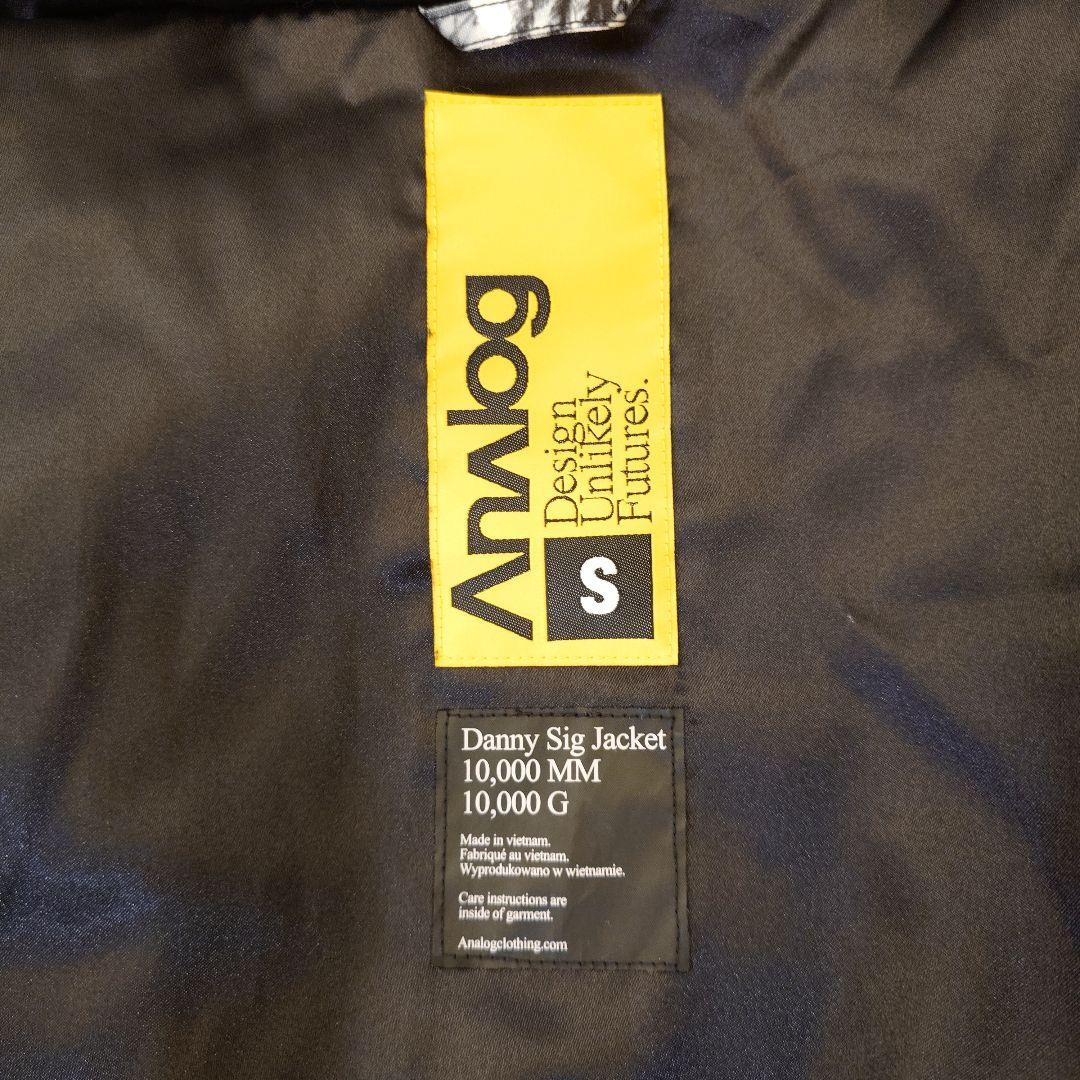 Analog
Design
Unlikely
Futures.
S
Danny Sig Jacket
10,000 MM
10,000 G
Made in vietnam.
Fabriqué au vietnam.
Wyprodukowano w wietnamie.
Care instructions are
inside of garment.
Analogclothing.com